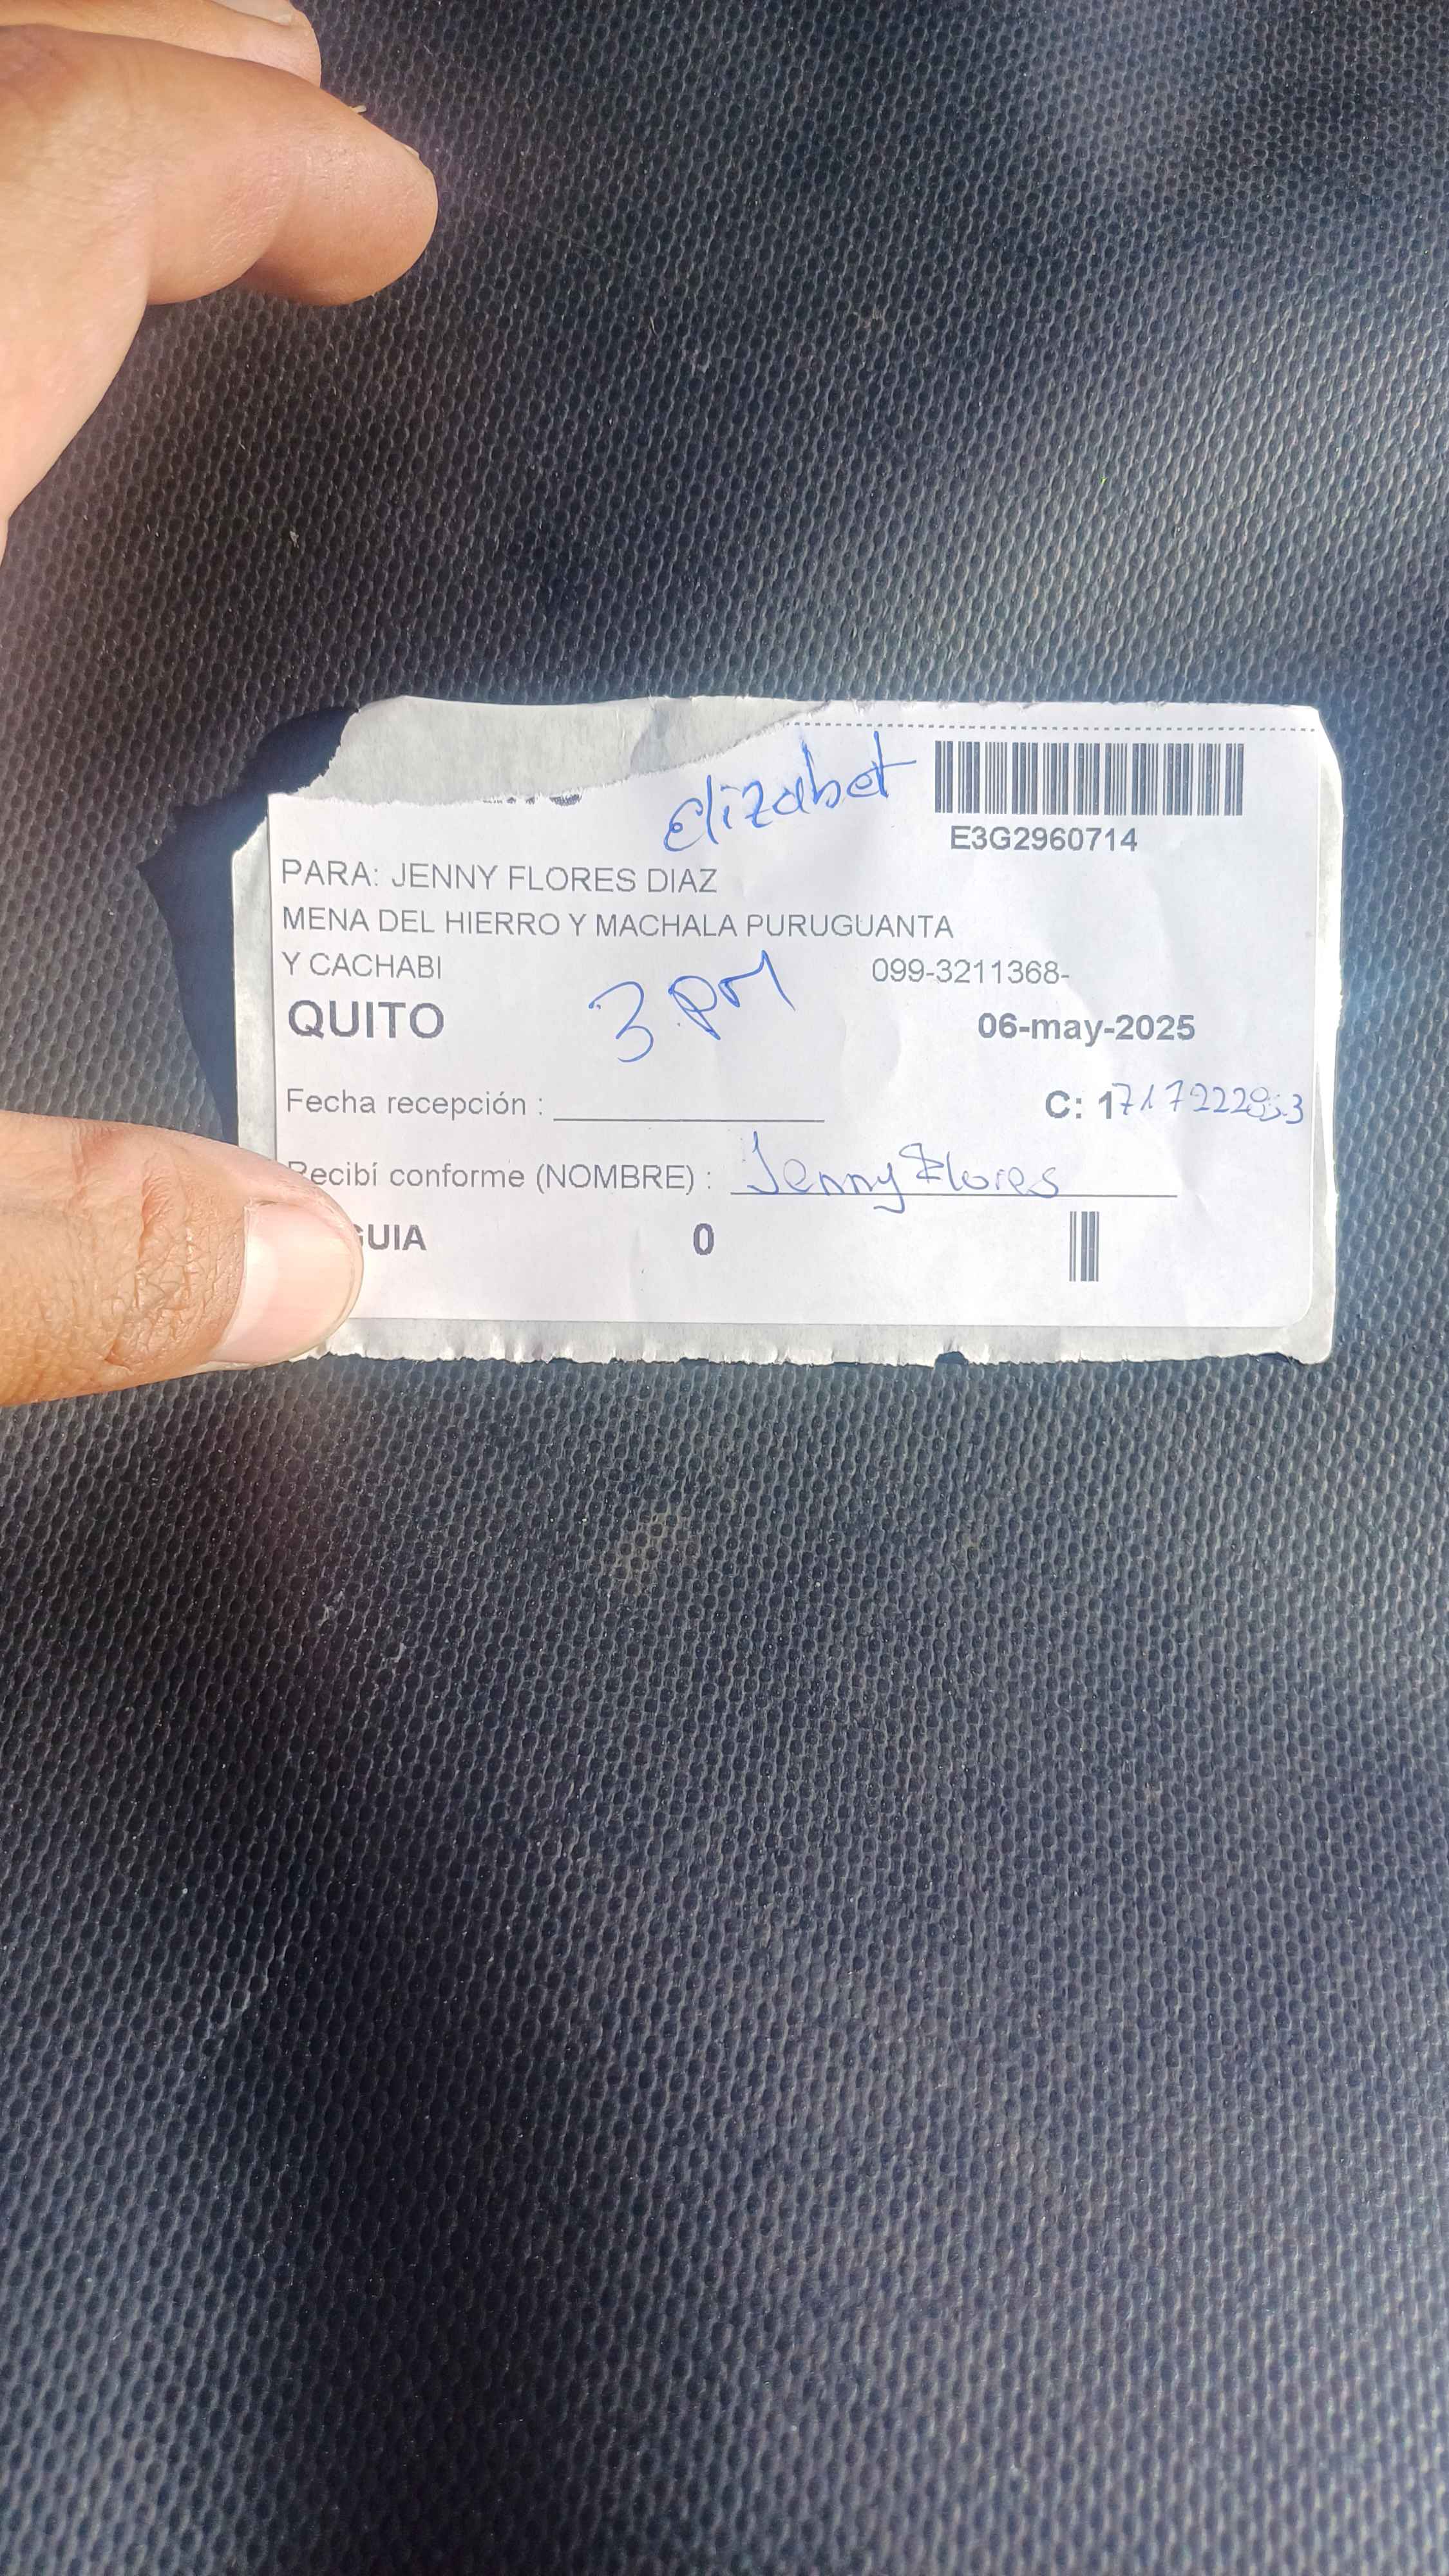 Elizabet
E3G2960714
PARA: JENNY FLORES DIAZ
MENA DEL HIERRO Y MACHALA PURUGUANTA
Y CACHABI 099-3211368-
QUITO 3 pm 06-may-2025
Fecha recepción : C:
Recibí conforme (NOMBRE) : Jenny Flores
0